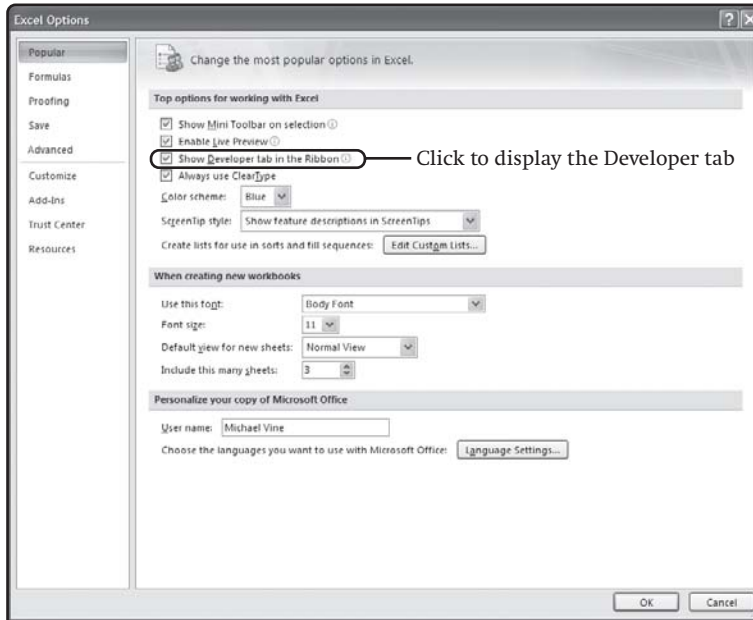 Excel Options
Popular
Formulas
Proofing
Save
Advanced
Customize
Add-Ins
Trust Center
Resources
Change the most popular options in Excel.
Top options for working with Excel
Show Mini Toolbar on selection
Enable Live Preview
Show Developer tab in the Ribbon
Click to display the Developer tab
Always use ClearType
Color scheme: Blue
ScreenTip style: Show feature descriptions in ScreenTips
Create lists for use in sorts and fill sequences: Edit Custom Lists...
When creating new workbooks
Use this font: Body Font
Font size: 11
Default view for new sheets: Normal View
Include this many sheets: 3
Personalize your copy of Microsoft Office
User name: Michael Vine
Choose the languages you want to use with Microsoft Office: Language Settings...
OK Cancel